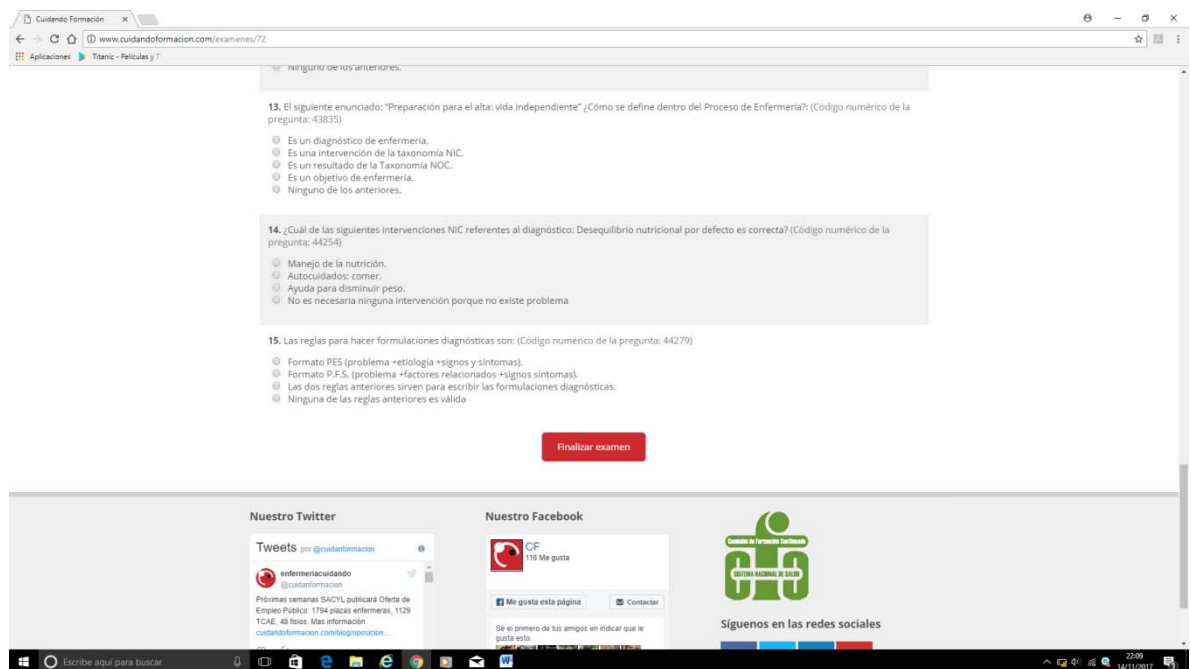 Cuidando Formación
www.cuidandoformacion.com/examenes/72
Aplicaciones
Titanic - Películas y T
Ninguno de los anteriores.
13. El siguiente enunciado: "Preparación para el alta: vida independiente" ¿Cómo se define dentro del Proceso de Enfermería?: (Código numérico de la
pregunta: 43835)
Es un diagnóstico de enfermería.
Es una intervención de la taxonomía NIC.
Es un resultado de la Taxonomía NOC.
Es un objetivo de enfermería.
Ninguno de los anteriores.
14. ¿Cuál de las siguientes intervenciones NIC referentes al diagnóstico: Desequilibrio nutricional por defecto es correcta? (Código numérico de la
pregunta: 44254)
Manejo de la nutrición.
Autocuidados: comer.
Ayuda para disminuir peso.
No es necesaria ninguna intervención porque no existe problema
15. Las reglas para hacer formulaciones diagnósticas son: (Código numérico de la pregunta: 44279)
Formato PES (problema +etiología +signos y síntomas).
Formato P.F.S. (problema +factores relacionados +signos síntomas).
Las dos reglas anteriores sirven para escribir las formulaciones diagnósticas.
Ninguna de las reglas anteriores es válida
Finalizar examen
Nuestro Twitter
Tweets por @cuidanformacion
enfermeriacuidando
@cuidanformacion
Próximas semanas SACYL publicará Oferta de
Empleo Público: 1794 plazas enfermeras, 1129
TCAE, 48 fisios. Mas información
cuidandoformacion.com/blog/oposicion...
Nuestro Facebook
CF
116 Me gusta
Me gusta esta página
Contactar
Sé el primero de tus amigos en indicar que le
gusta esto.
Comisión de Formación Continuada
SISTEMA NACIONAL DE SALUD
Síguenos en las redes sociales
Escribe aquí para buscar
22:09
14/11/2017